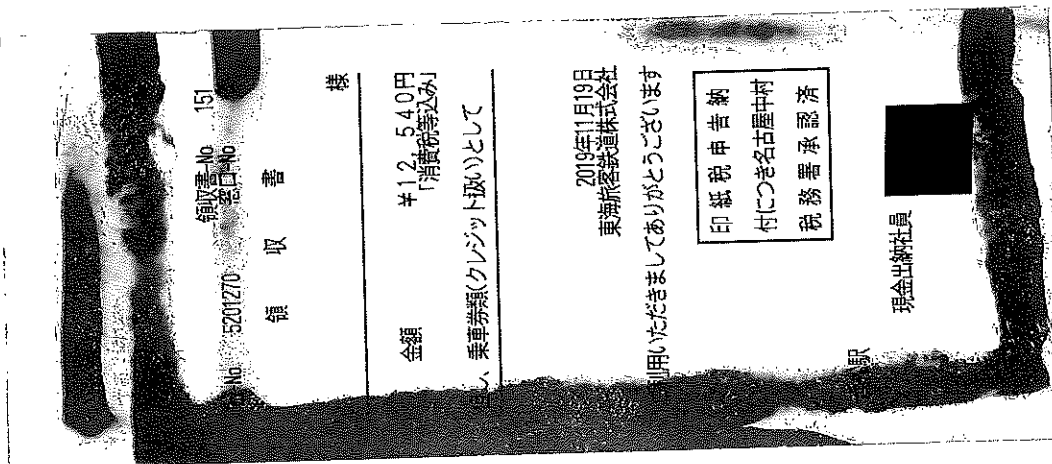 領収書-No 151
No. 5201270 窓口-No
領収書
様
金額 ¥12,540円
「消費税等込み」
し、乗車券類(クレジット扱い)として
2019年11月19日
東海旅客鉄道株式会社
利用いただきましてありがとうございます
印紙税申告納
付につき名古屋中村
税務署承認済
駅 現金出納社員